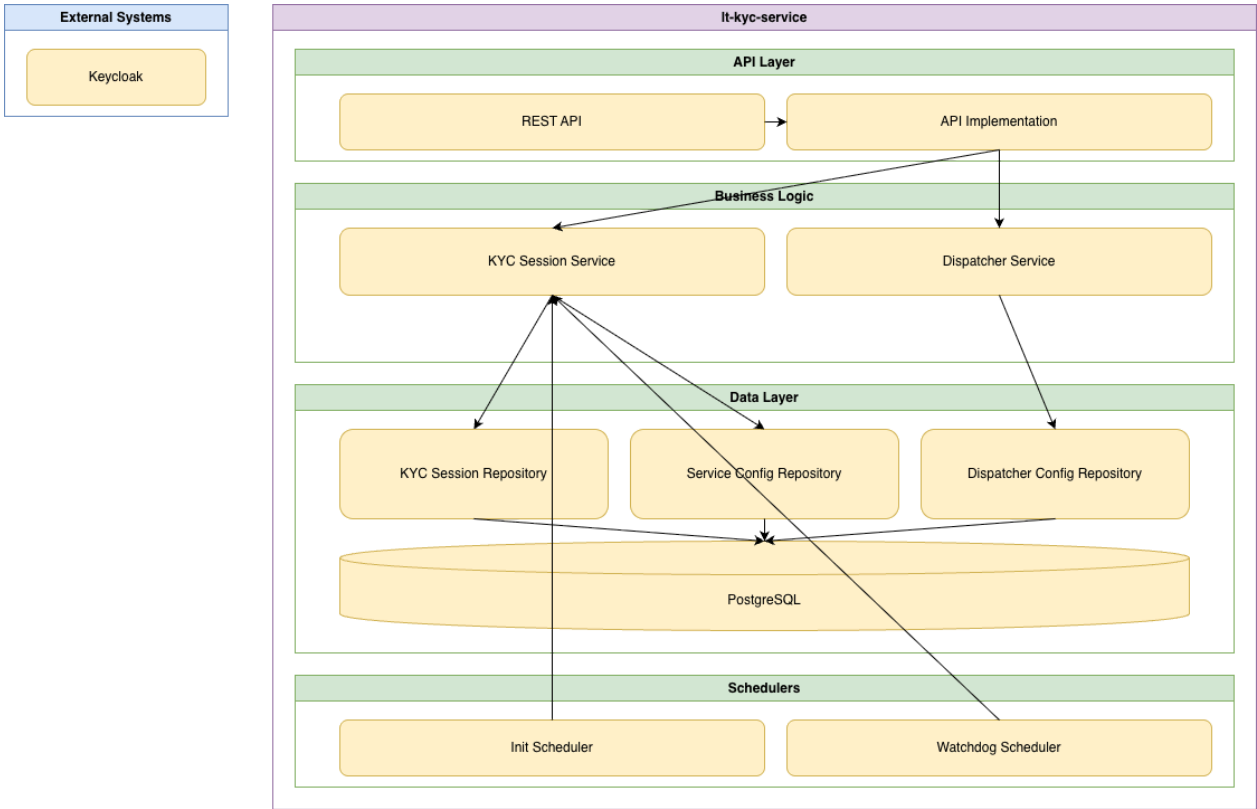 External Systems
Keycloak
lt-kyc-service
API Layer
REST API
API Implementation
Business Logic
KYC Session Service
Dispatcher Service
Data Layer
KYC Session Repository
Service Config Repository
Dispatcher Config Repository
PostgreSQL
Schedulers
Init Scheduler
Watchdog Scheduler